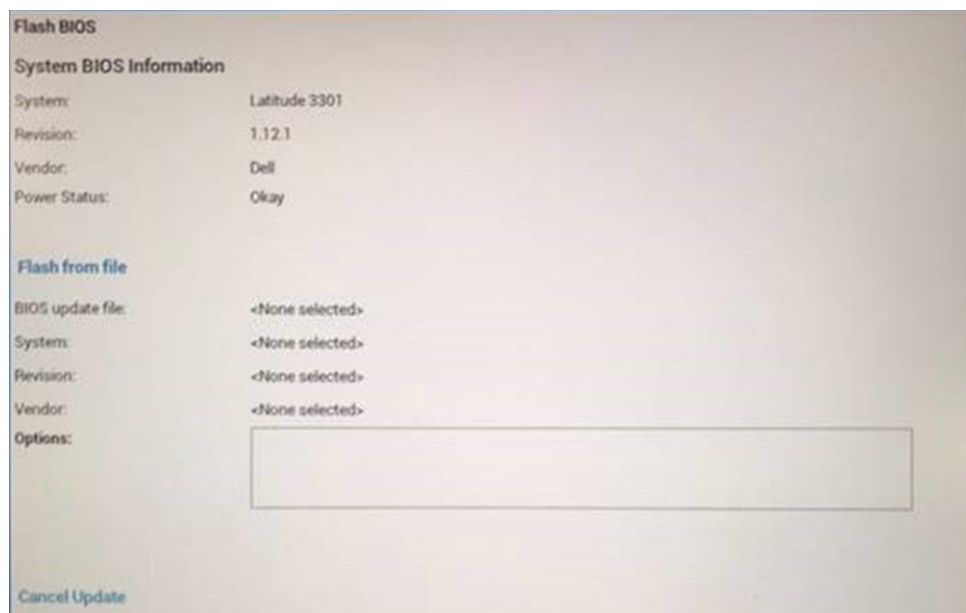 Flash BIOS
System BIOS Information
System: Latitude 3301
Revision: 1.12.1
Vendor: Dell
Power Status: Okay
Flash from file
BIOS update file: <None selected>
System: <None selected>
Revision: <None selected>
Vendor: <None selected>
Options:
Cancel Update